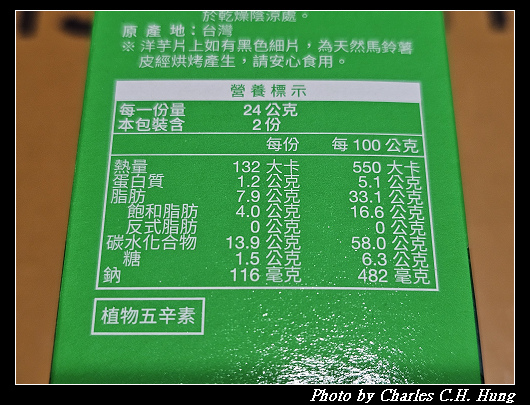 於乾燥陰涼處。
原產地：台灣
※ 洋芋片上如有黑色細片，為天然馬鈴薯
皮經烘烤產生，請安心食用。
營養標示
每一份量 24 公克
本包裝含 2 份
每份 每 100 公克
熱量 132 大卡 550 大卡
蛋白質 1.2 公克 5.1 公克
脂肪 7.9 公克 33.1 公克
飽和脂肪 4.0 公克 16.6 公克
反式脂肪 0 公克 0 公克
碳水化合物 13.9 公克 58.0 公克
糖 1.5 公克 6.3 公克
鈉 116 毫克 482 毫克
植物五辛素
Photo by Charles C.H. Hung